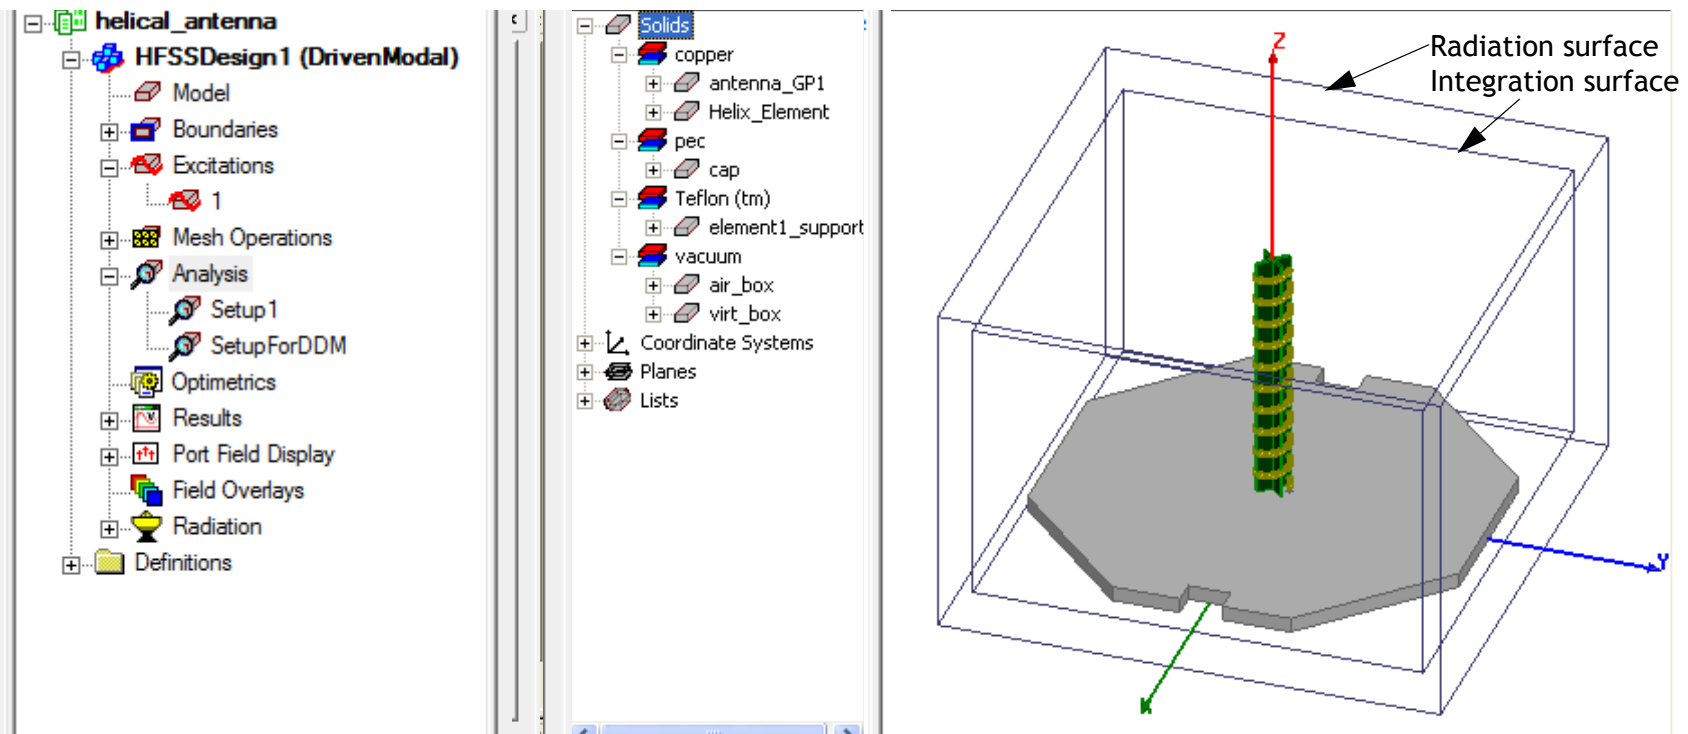 helical_antenna
HFSSDesign1 (DrivenModal)
Model
Boundaries
Excitations
1
Mesh Operations
Analysis
Setup1
SetupForDDM
Optimetrics
Results
Port Field Display
Field Overlays
Radiation
Definitions
Solids
copper
antenna_GP1
Helix_Element
pec
cap
Teflon (tm)
element1_support
vacuum
air_box
virt_box
Coordinate Systems
Planes
Lists
Z
Radiation surface
Integration surface
Y